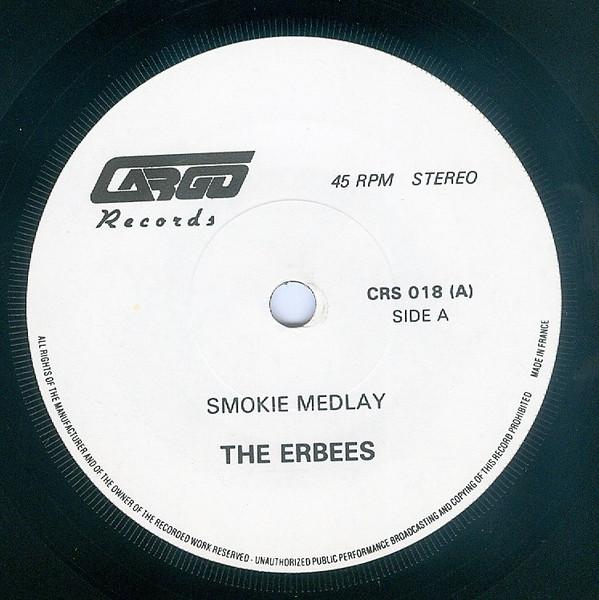 CARGO
Records
45 RPM STEREO
CRS 018 (A)
SIDE A
SMOKIE MEDLAY
THE ERBEES
ALL RIGHTS OF THE MANUFACTURER AND OF THE OWNER OF THE RECORDED WORK RESERVED - UNAUTHORIZED PUBLIC PERFORMANCE BROADCASTING AND COPYING OF THIS RECORD PROHIBITED MADE IN FRANCE